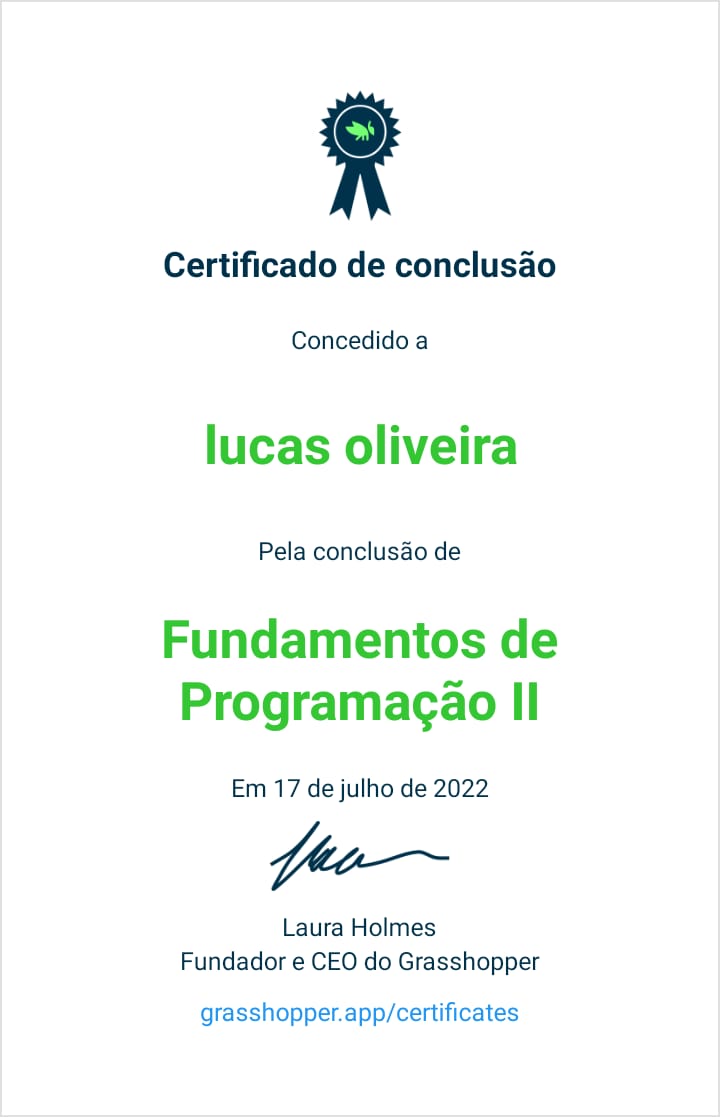 Certificado de conclusão
Concedido a
lucas oliveira
Pela conclusão de
Fundamentos de
Programação II
Em 17 de julho de 2022
Laura Holmes
Fundador e CEO do Grasshopper
grasshopper.app/certificates